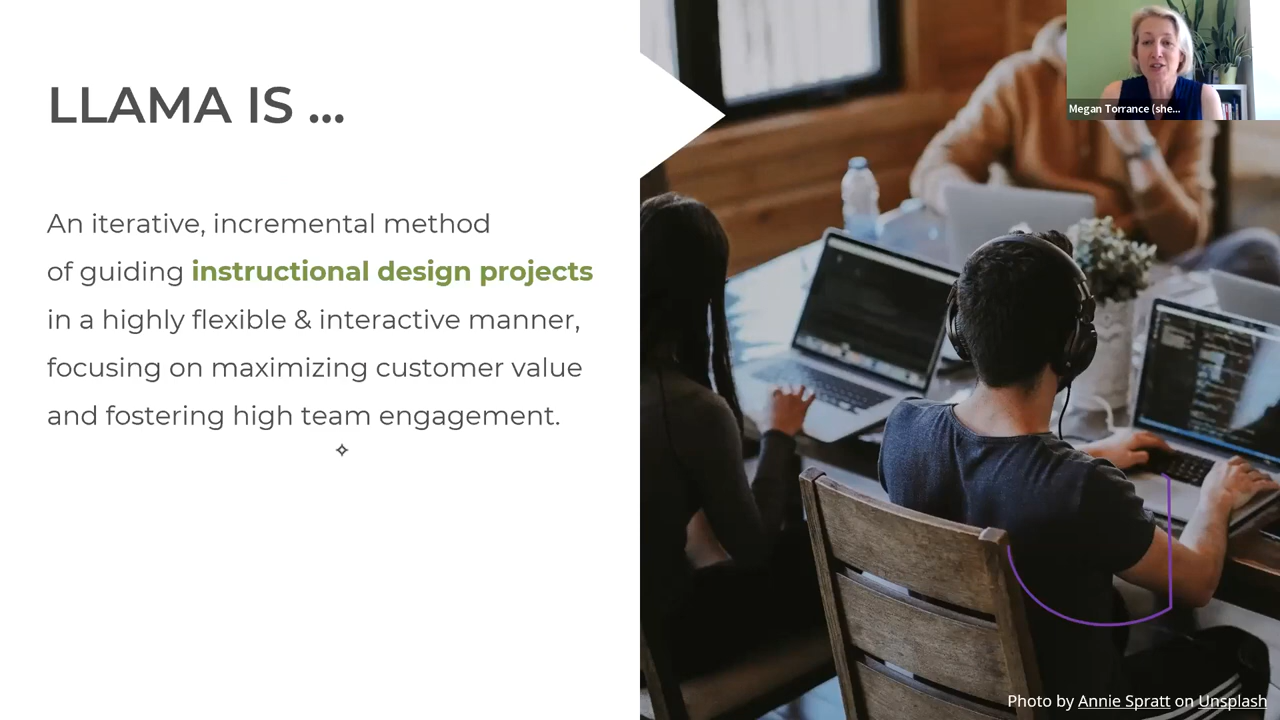 LLAMA IS ...
An iterative, incremental method
of guiding instructional design projects
in a highly flexible & interactive manner,
focusing on maximizing customer value
and fostering high team engagement.
Megan Torrance (she...
Photo by Annie Spratt on Unsplash